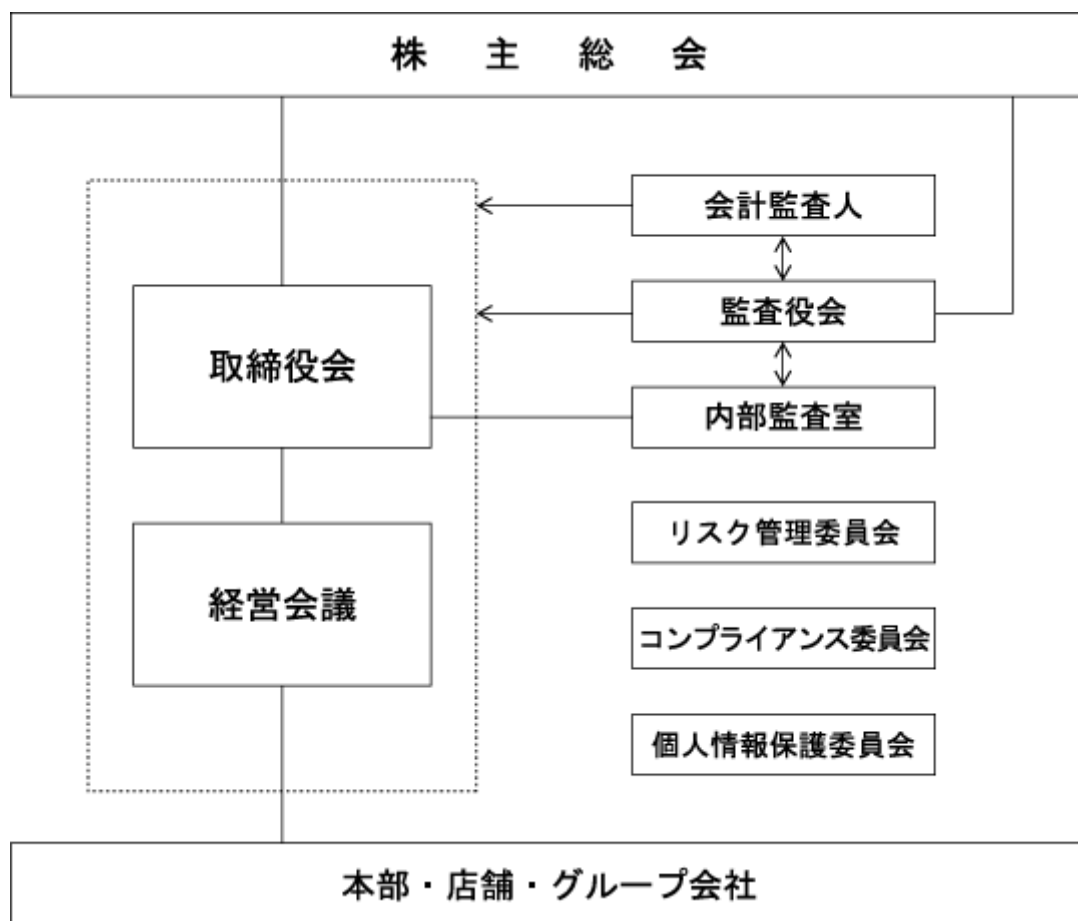 株主総会
会計監査人
監査役会
取締役会
内部監査室
リスク管理委員会
経営会議
コンプライアンス委員会
個人情報保護委員会
本部・店舗・グループ会社